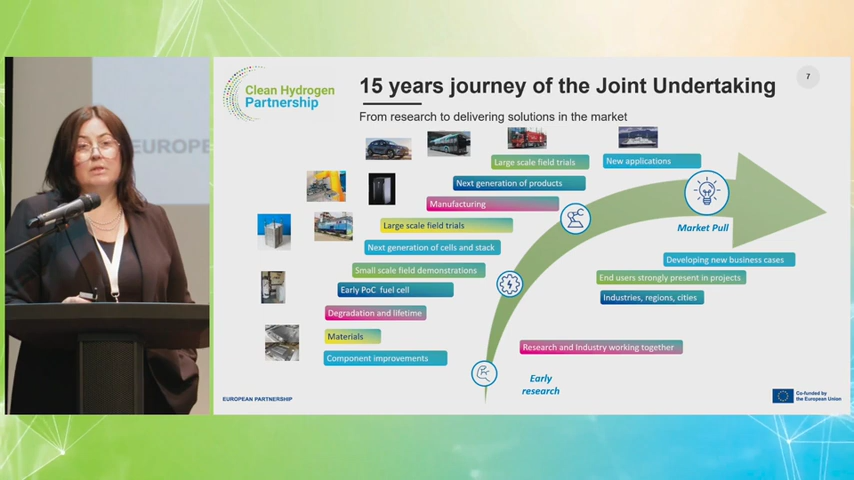 EUROPE
Clean Hydrogen
Partnership
15 years journey of the Joint Undertaking
7
From research to delivering solutions in the market
Large scale field trials
New applications
Next generation of products
Manufacturing
Large scale field trials
Market Pull
Next generation of cells and stack
Developing new business cases
Small scale field demonstrations
End users strongly present in projects
Early PoC fuel cell
Industries, regions, cities
Degradation and lifetime
Materials
Research and Industry working together
Component improvements
Early
research
EUROPEAN PARTNERSHIP
Co-funded by
the European Union